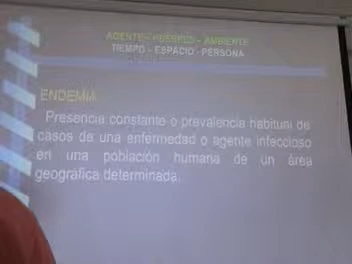 AGENTE - HUESPED - AMBIENTE
TIEMPO - ESPACIO - PERSONA
ENDEMIA
Presencia constante o prevalencia habitual de
casos de una enfermedad o agente infeccioso
en una población humana de un área
geográfica determinada.